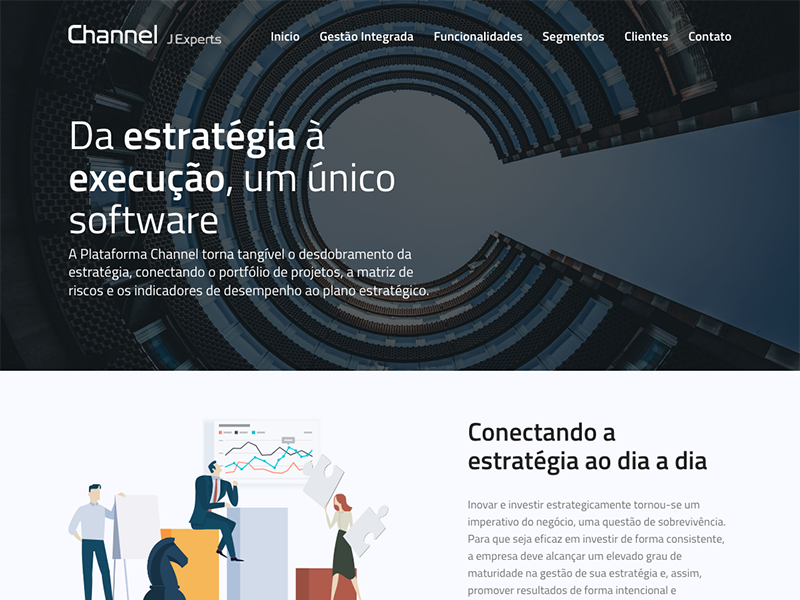 Channel JExperts
Inicio Gestão Integrada Funcionalidades Segmentos Clientes Contato
Da estratégia à
execução, um único
software
A Plataforma Channel torna tangível o desdobramento da
estratégia, conectando o portfólio de projetos, a matriz de
riscos e os indicadores de desempenho ao plano estratégico.
Conectando a
estratégia ao dia a dia
Inovar e investir estrategicamente tornou-se um
imperativo do negócio, uma questão de sobrevivência.
Para que seja eficaz em investir de forma consistente,
a empresa deve alcançar um elevado grau de
maturidade na gestão de sua estratégia e, assim,
promover resultados de forma intencional e